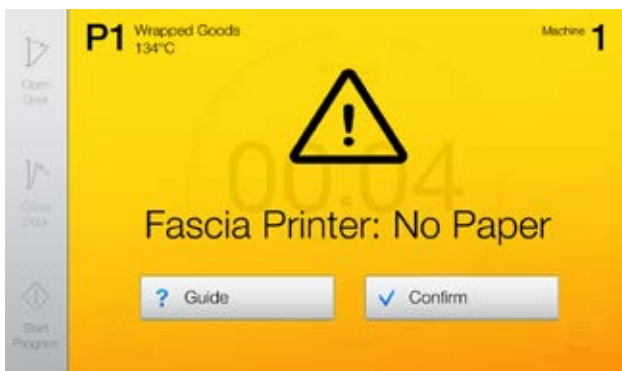 P1 Wrapped Goods
134°C
Machine 1
Open
Door
Close
Door
Start
Program
00:04
Fascia Printer: No Paper
? Guide
Confirm